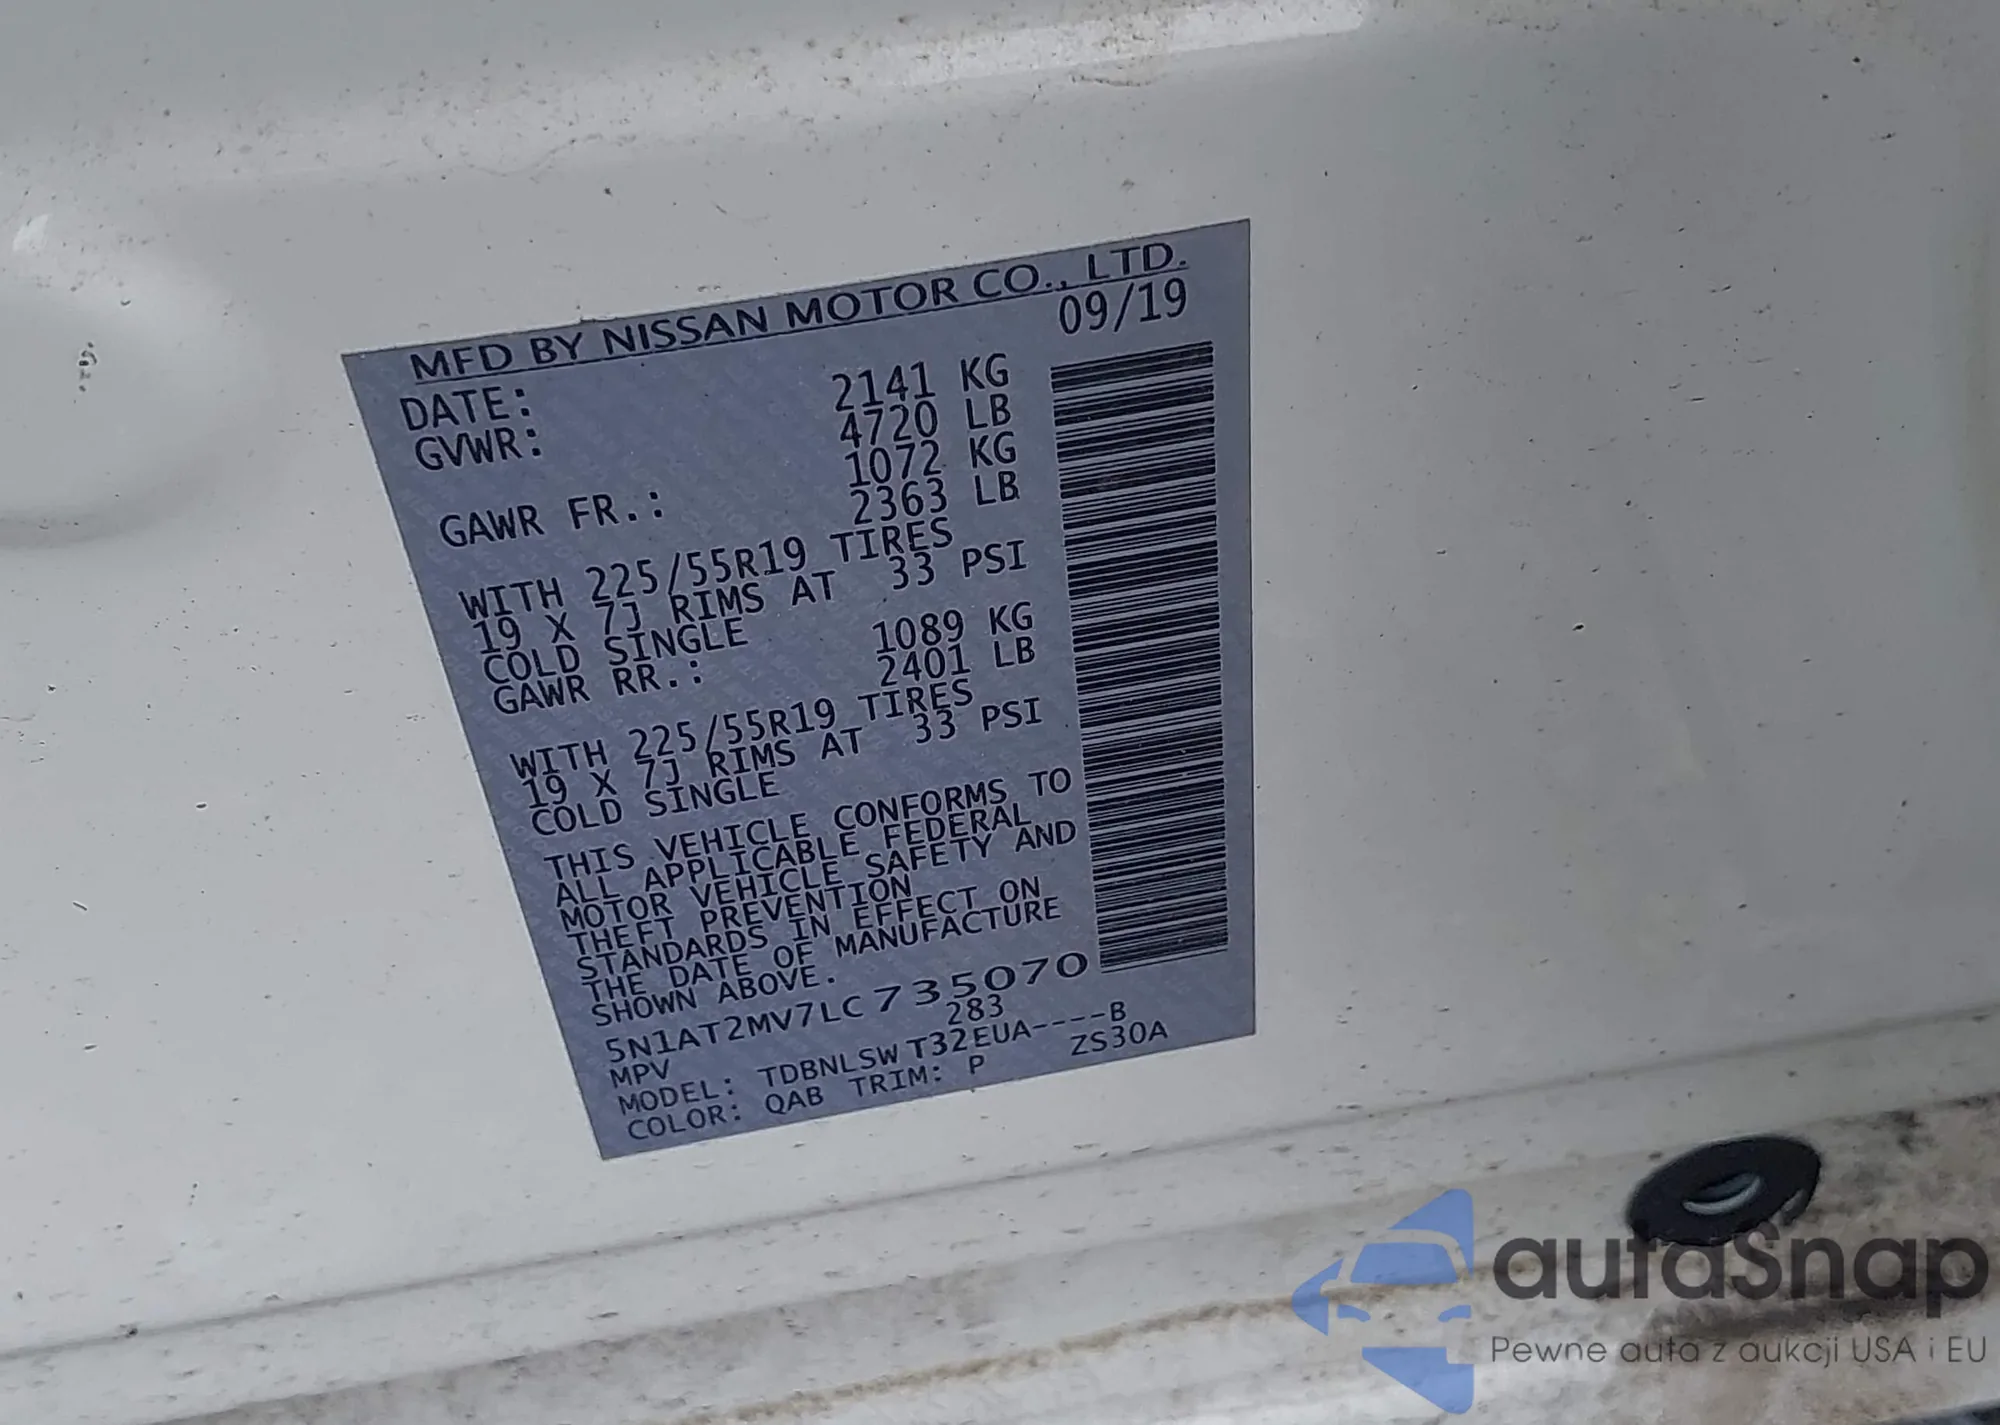 MFD BY NISSAN MOTOR CO., LTD.
DATE: 09/19
GVWR: 2141 KG
4720 LB
GAWR FR.: 1072 KG
2363 LB
WITH 225/55R19 TIRES
19 X 7J RIMS AT 33 PSI
COLD SINGLE
GAWR RR.: 1089 KG
2401 LB
WITH 225/55R19 TIRES
19 X 7J RIMS AT 33 PSI
COLD SINGLE
THIS VEHICLE CONFORMS TO
ALL APPLICABLE FEDERAL
MOTOR VEHICLE SAFETY AND
THEFT PREVENTION
STANDARDS IN EFFECT ON
THE DATE OF MANUFACTURE
SHOWN ABOVE.
5N1AT2MV7LC735070
MPV 283
MODEL: TDBNLSWT32EUA----B
COLOR: QAB TRIM: P ZS30A
autaSnap
Pewne auta z aukcji USA i EU